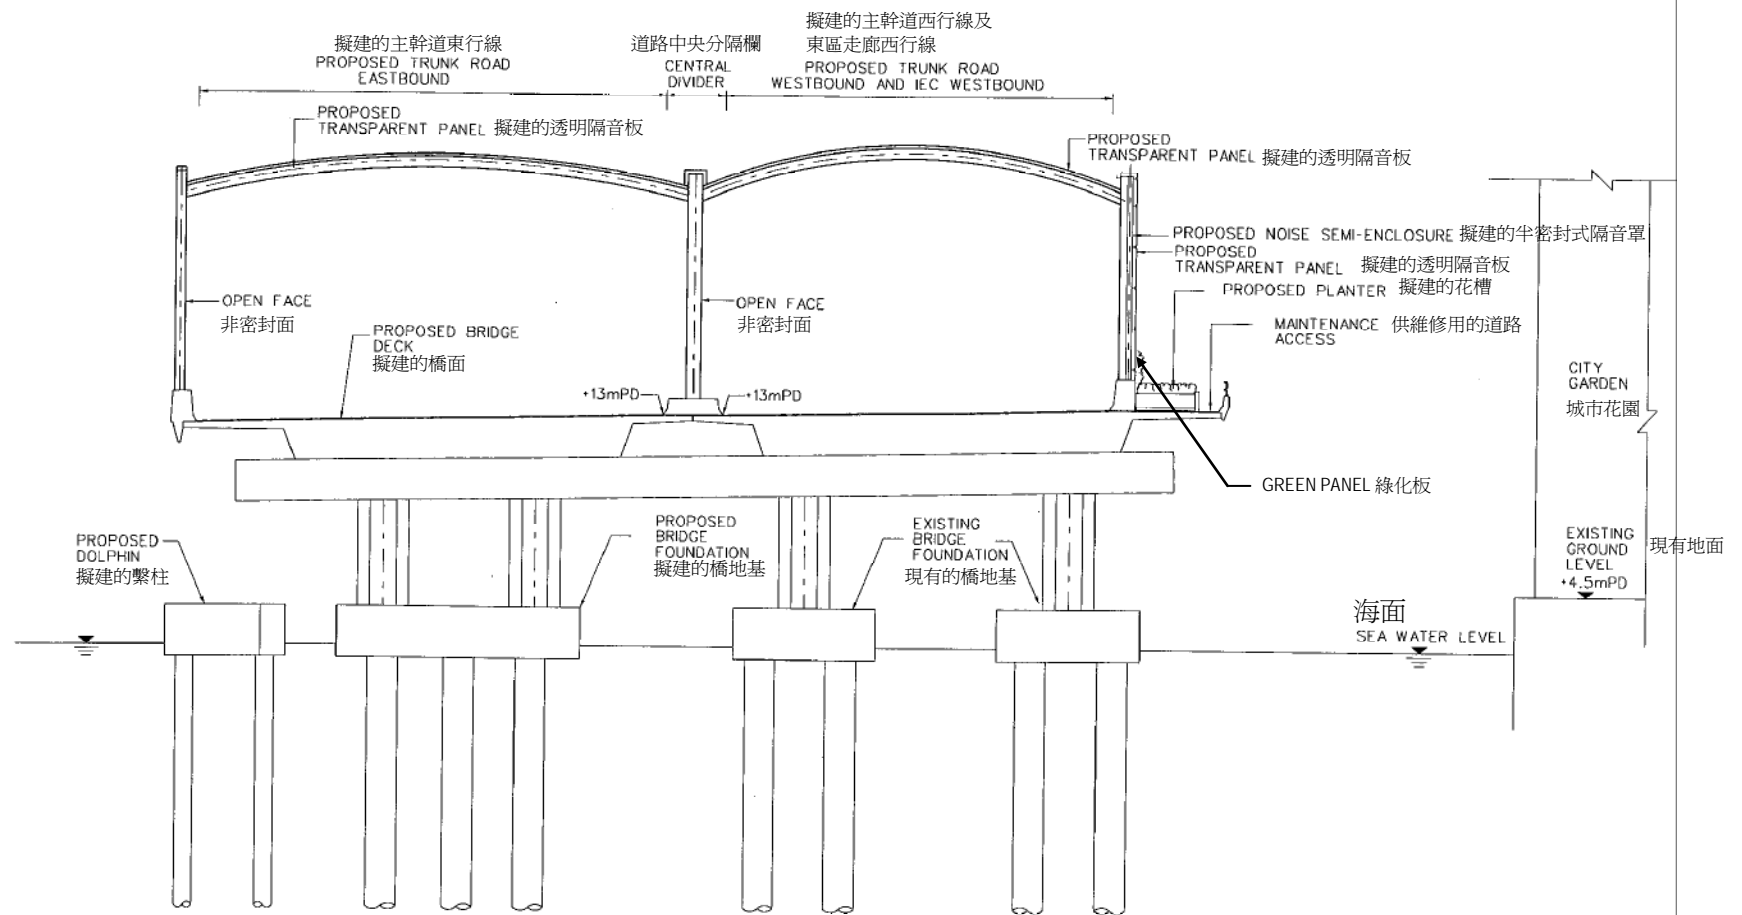 擬建的主幹道東行線
PROPOSED TRUNK ROAD
EASTBOUND
道路中央分隔欄
CENTRAL
DIVIDER
擬建的主幹道西行線及
東區走廊西行線
PROPOSED TRUNK ROAD
WESTBOUND AND IEC WESTBOUND
PROPOSED
TRANSPARENT PANEL 擬建的透明隔音板
PROPOSED
TRANSPARENT PANEL 擬建的透明隔音板
PROPOSED NOISE SEMI-ENCLOSURE 擬建的半密封式隔音罩
PROPOSED
TRANSPARENT PANEL 擬建的透明隔音板
PROPOSED PLANTER 擬建的花槽
OPEN FACE
非密封面
OPEN FACE
非密封面
PROPOSED BRIDGE
DECK
擬建的橋面
MAINTENANCE 供維修用的道路
ACCESS
+13mPD
+13mPD
CITY
GARDEN
城市花園
GREEN PANEL 綠化板
PROPOSED
DOLPHIN
擬建的繫柱
PROPOSED
BRIDGE
FOUNDATION
擬建的橋地基
EXISTING
BRIDGE
FOUNDATION
現有的橋地基
EXISTING
GROUND
LEVEL
現有地面
+4.5mPD
海面
SEA WATER LEVEL